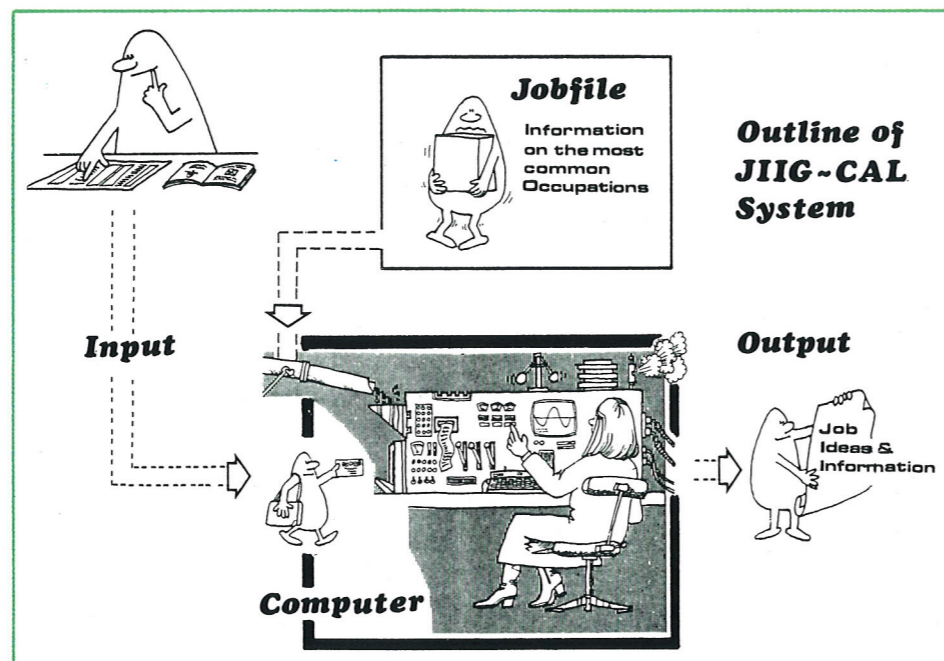 Jobfile
Information
on the most
common
Occupations
Outline of
JIIG~CAL
System
Input
Output
Job
Ideas &
Information
Computer